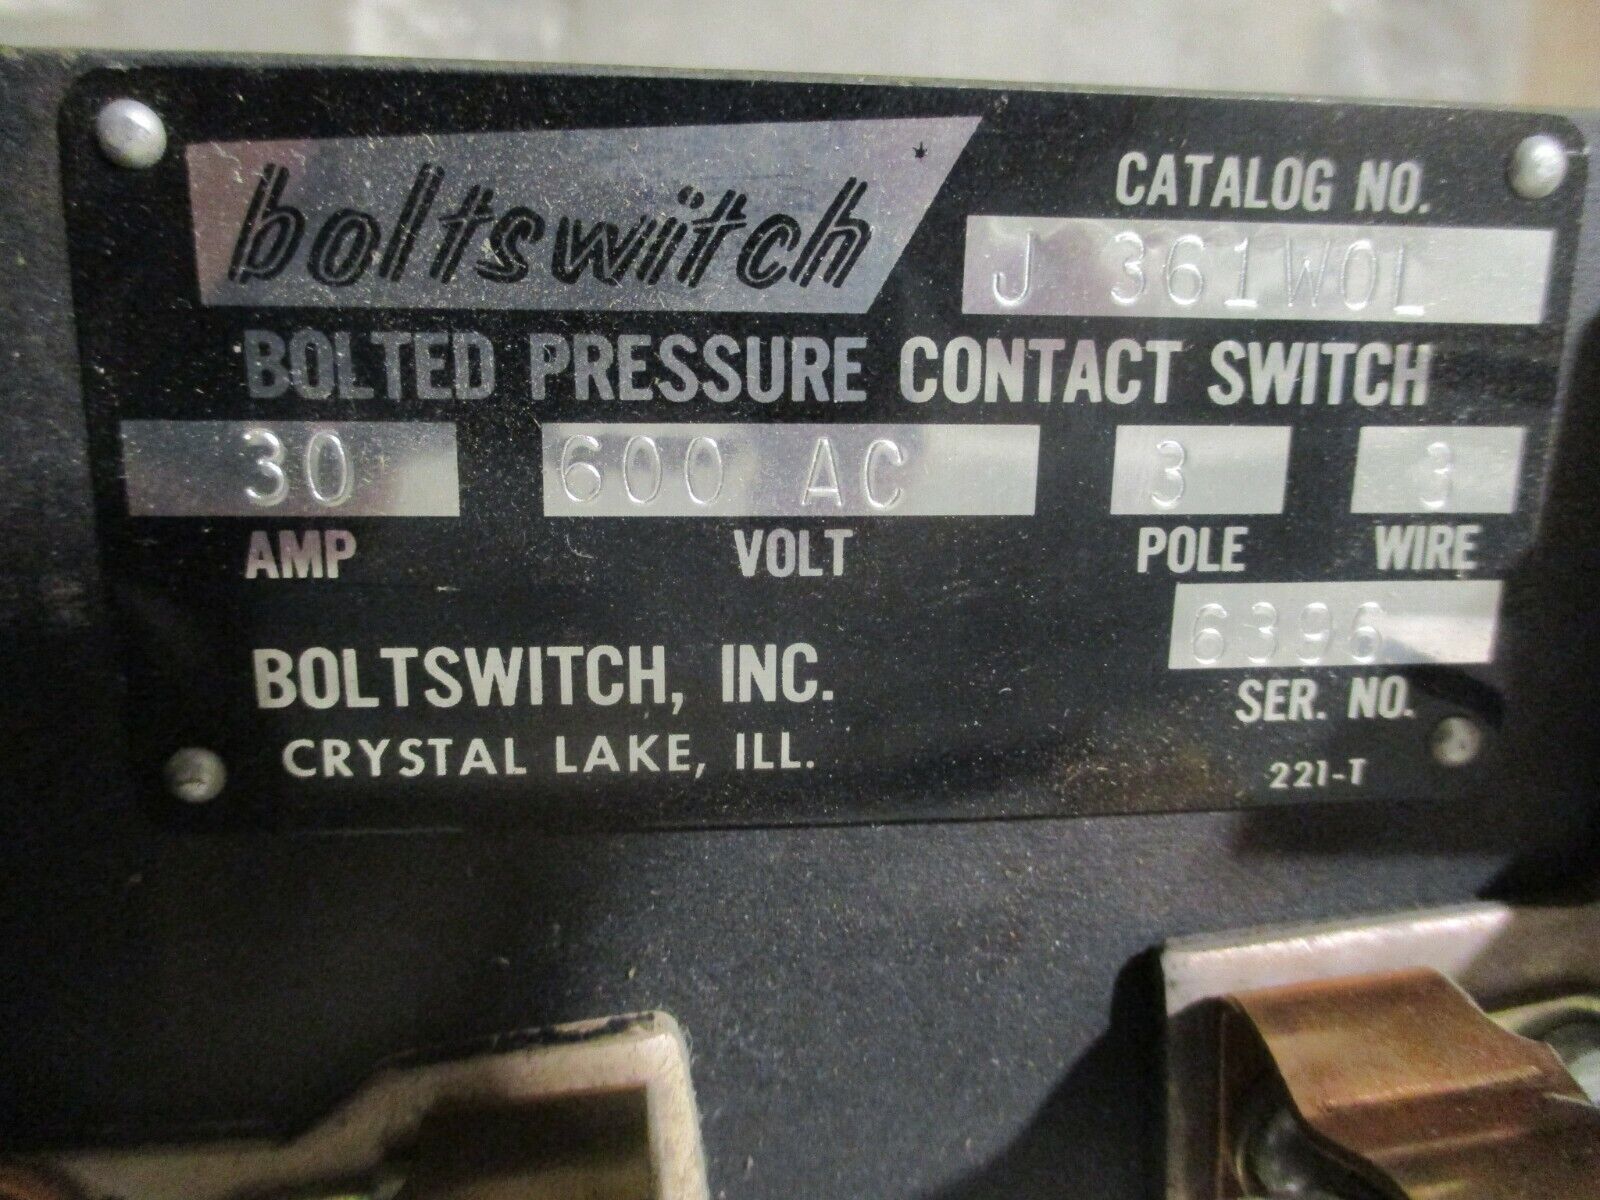 boltswitch
CATALOG NO.
J 361WOL
BOLTED PRESSURE CONTACT SWITCH
30 600 AC 3 3
AMP VOLT POLE WIRE
6396
BOLTSWITCH, INC.
SER. NO.
CRYSTAL LAKE, ILL.
221-T